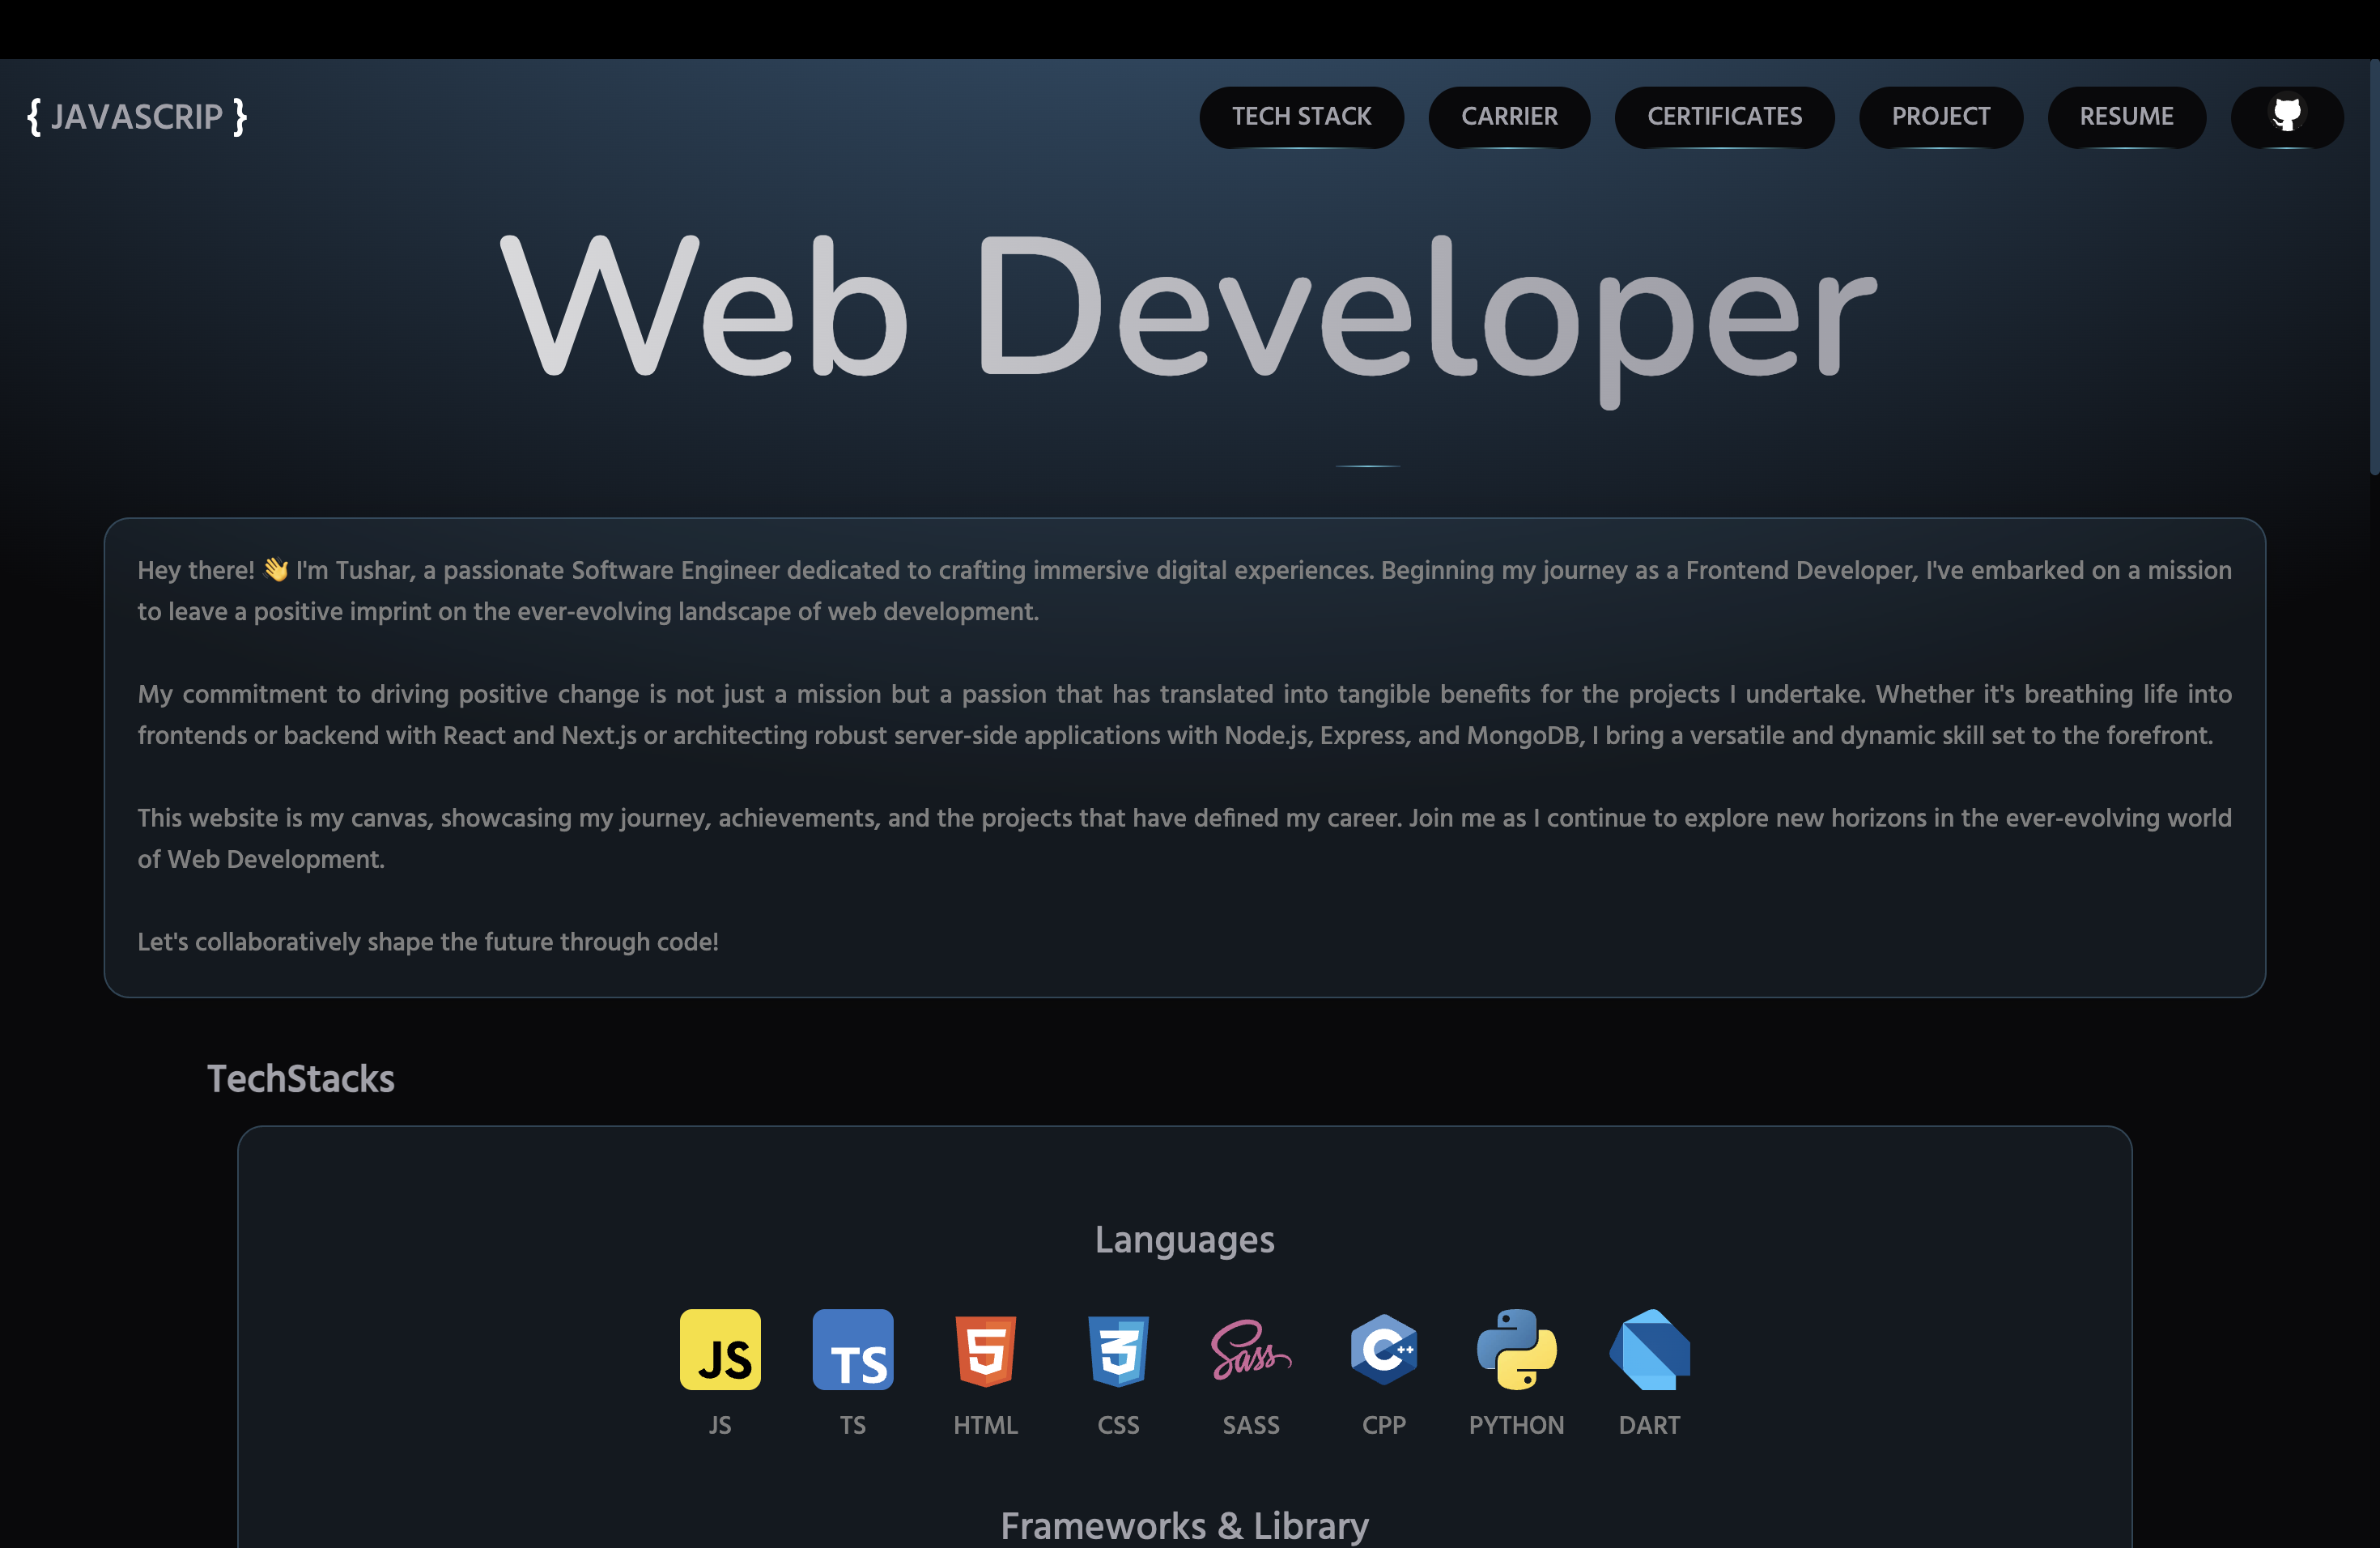 { JAVASCRIP }
TECH STACK
CARRIER
CERTIFICATES
PROJECT
RESUME
Web Developer
Hey there! 👋 I'm Tushar, a passionate Software Engineer dedicated to crafting immersive digital experiences. Beginning my journey as a Frontend Developer, I've embarked on a mission
to leave a positive imprint on the ever-evolving landscape of web development.
My commitment to driving positive change is not just a mission but a passion that has translated into tangible benefits for the projects I undertake. Whether it's breathing life into
frontends or backend with React and Next.js or architecting robust server-side applications with Node.js, Express, and MongoDB, I bring a versatile and dynamic skill set to the forefront.
This website is my canvas, showcasing my journey, achievements, and the projects that have defined my career. Join me as I continue to explore new horizons in the ever-evolving world
of Web Development.
Let's collaboratively shape the future through code!
TechStacks
Languages
JS
TS
5
3
Sass
C++
JS
TS
HTML
CSS
SASS
CPP
PYTHON
DART
Frameworks & Library